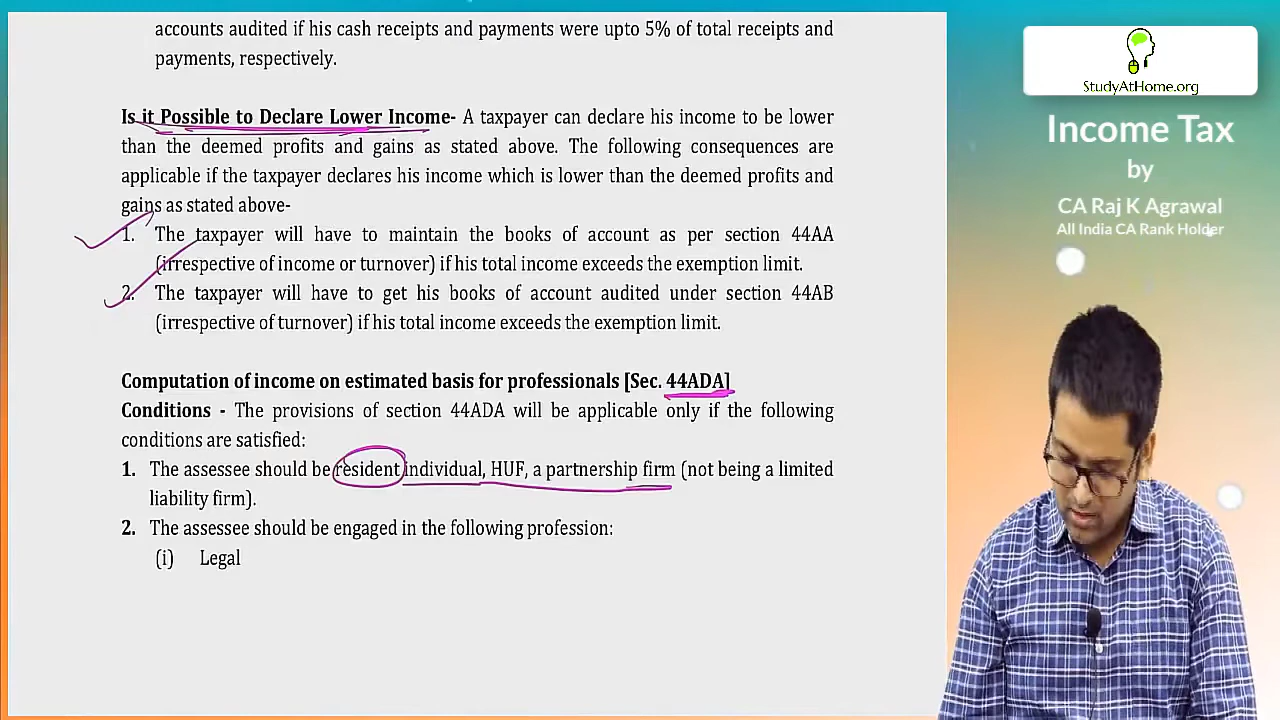 accounts audited if his cash receipts and payments were upto 5% of total receipts and
payments, respectively.
Is it Possible to Declare Lower Income- A taxpayer can declare his income to be lower
than the deemed profits and gains as stated above. The following consequences are
applicable if the taxpayer declares his income which is lower than the deemed profits and
gains as stated above-
1. The taxpayer will have to maintain the books of account as per section 44AA
(irrespective of income or turnover) if his total income exceeds the exemption limit.
2. The taxpayer will have to get his books of account audited under section 44AB
(irrespective of turnover) if his total income exceeds the exemption limit.
Computation of income on estimated basis for professionals [Sec. 44ADA]
Conditions - The provisions of section 44ADA will be applicable only if the following
conditions are satisfied:
1. The assessee should be resident individual, HUF, a partnership firm (not being a limited
liability firm).
2. The assessee should be engaged in the following profession:
(i) Legal
StudyAtHome.org
Income Tax
by
CA Raj K Agrawal
All India CA Rank Holder